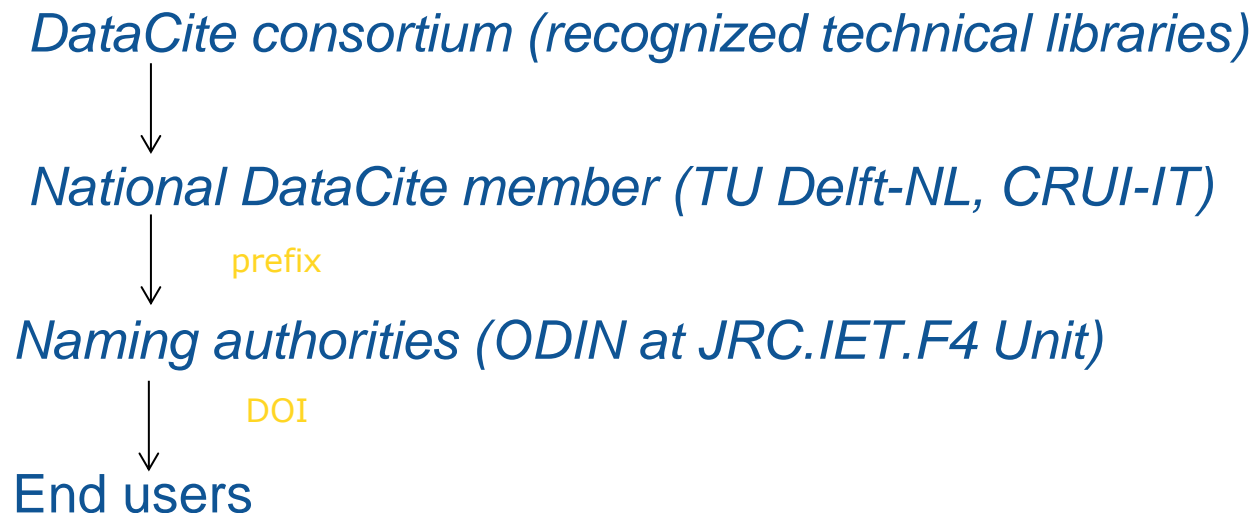 DataCite consortium (recognized technical libraries)
National DataCite member (TU Delft-NL, CRUI-IT)
prefix
Naming authorities (ODIN at JRC.IET.F4 Unit)
DOI
End users